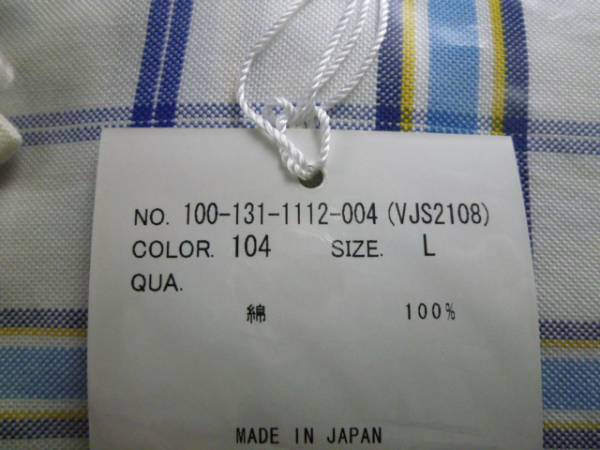 NO. 100-131-1112-004 (VJS2108)
COLOR. 104 SIZE. L
QUA.
綿 100%
MADE IN JAPAN